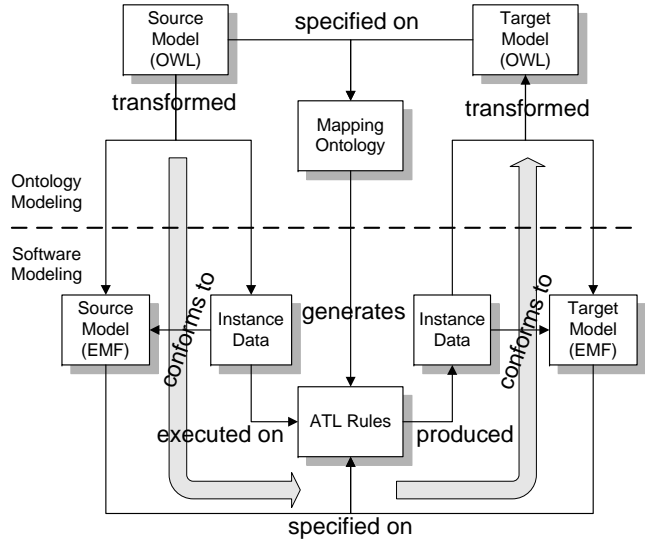 Source
Model
(OWL)
specified on
Target
Model
(OWL)
transformed
transformed
Mapping
Ontology
Ontology
Modeling
Software
Modeling
Source
Model
(EMF)
conforms to
Instance
Data
generates
Instance
Data
conforms to
Target
Model
(EMF)
executed on
ATL Rules
produced
specified on